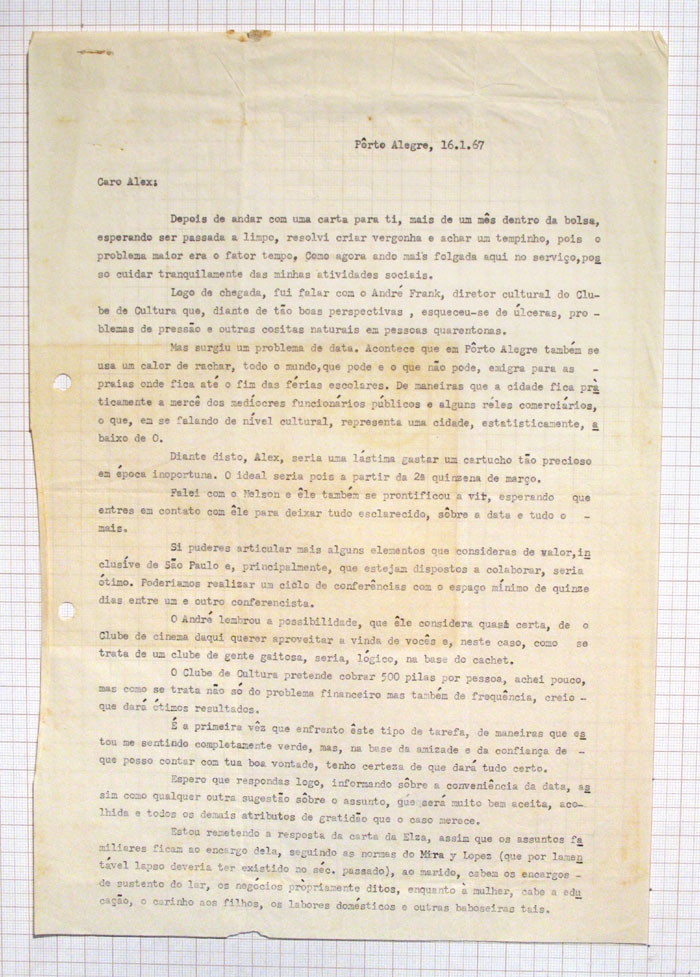 Pôrto Alegre, 16.1.67
Caro Alex:
Depois de andar com uma carta para ti, mais de um mês dentro da bolsa,
esperando ser passada a limpo, resolvi criar vergonha e achar um tempinho, pois o
problema maior era o fator tempo. Como agora ando mais folgada aqui no serviço,pos
so cuidar tranquilamente das minhas atividades sociais.
Logo de chegada, fui falar com o André Frank, diretor cultural do Clu-
be de Cultura que, diante de tão boas perspectivas , esqueceu-se de úlceras, pro -
blemas de pressão e outras cositas naturais em pessoas quarentonas.
Mas surgiu um problema de data. Acontece que em Pôrto Alegre também se
usa um calor de rachar, todo o mundo,que pode e o que não pode, emigra para as -
praias onde fica até o fim das férias escolares. De maneiras que a cidade fica prà
ticamente a mercê dos medíocres funcionários públicos e alguns réles comerciários,
o que, em se falando de nível cultural, representa uma cidade, estatisticamente, a
baixo de 0.
Diante disto, Alex, seria uma lástima gastar um cartucho tão precioso
em época inoportuna. O ideal seria pois a partir da 2ª quinzena de março.
Falei com o Nelson e êle também se prontificou a vir, esperando que
entres em contato com êle para deixar tudo esclarecido, sôbre a data e tudo o -
mais.
Si puderes articular mais alguns elementos que consideras de valor,in
clusíve de São Paulo e, principalmente, que estejam dispostos a colaborar, seria
ótimo. Poderiamos realizar um ciclo de conferências com o espaço mínimo de quinze
dias entre um e outro conferencista.
O André lembrou a possibilidade, que êle considera quase certa, de o
Clube de cinema daqui querer aproveitar a vinda de vocês e, neste caso, como se
trata de um clube de gente gaitosa, seria, lógico, na base do cachet.
O Clube de Cultura pretende cobrar 500 pilas por pessoa, achei pouco,
mas como se trata não só do problema financeiro mas também de frequência, creio -
que dará ótimos resultados.
É a primeira vêz que enfrento êste tipo de tarefa, de maneiras que es
tou me sentindo completamente verde, mas, na base da amizade e da confiança de -
que posso contar com tua boa vontade, tenho certeza de que dará tudo certo.
Espero que respondas logo, informando sôbre a conveniência da data, as
sim como qualquer outra sugestão sôbre o assunto, que será muito bem aceita, aco-
lhida e todos os demais atributos de gratidão que o caso merece.
Estou remetendo a resposta da carta da Elza, assim que os assuntos fa
miliares ficam ao encargo dela, seguindo as normas do Mira y Lopez (que por lamen
tável lapso deveria ter existido no séc. passado), ao marido, cabem os encargos -
de sustento do lar, os negócios pròpriamente ditos, enquanto à mulher, cabe a edu
cação, o carinho aos filhos, os labores domésticos e outras baboseiras tais.